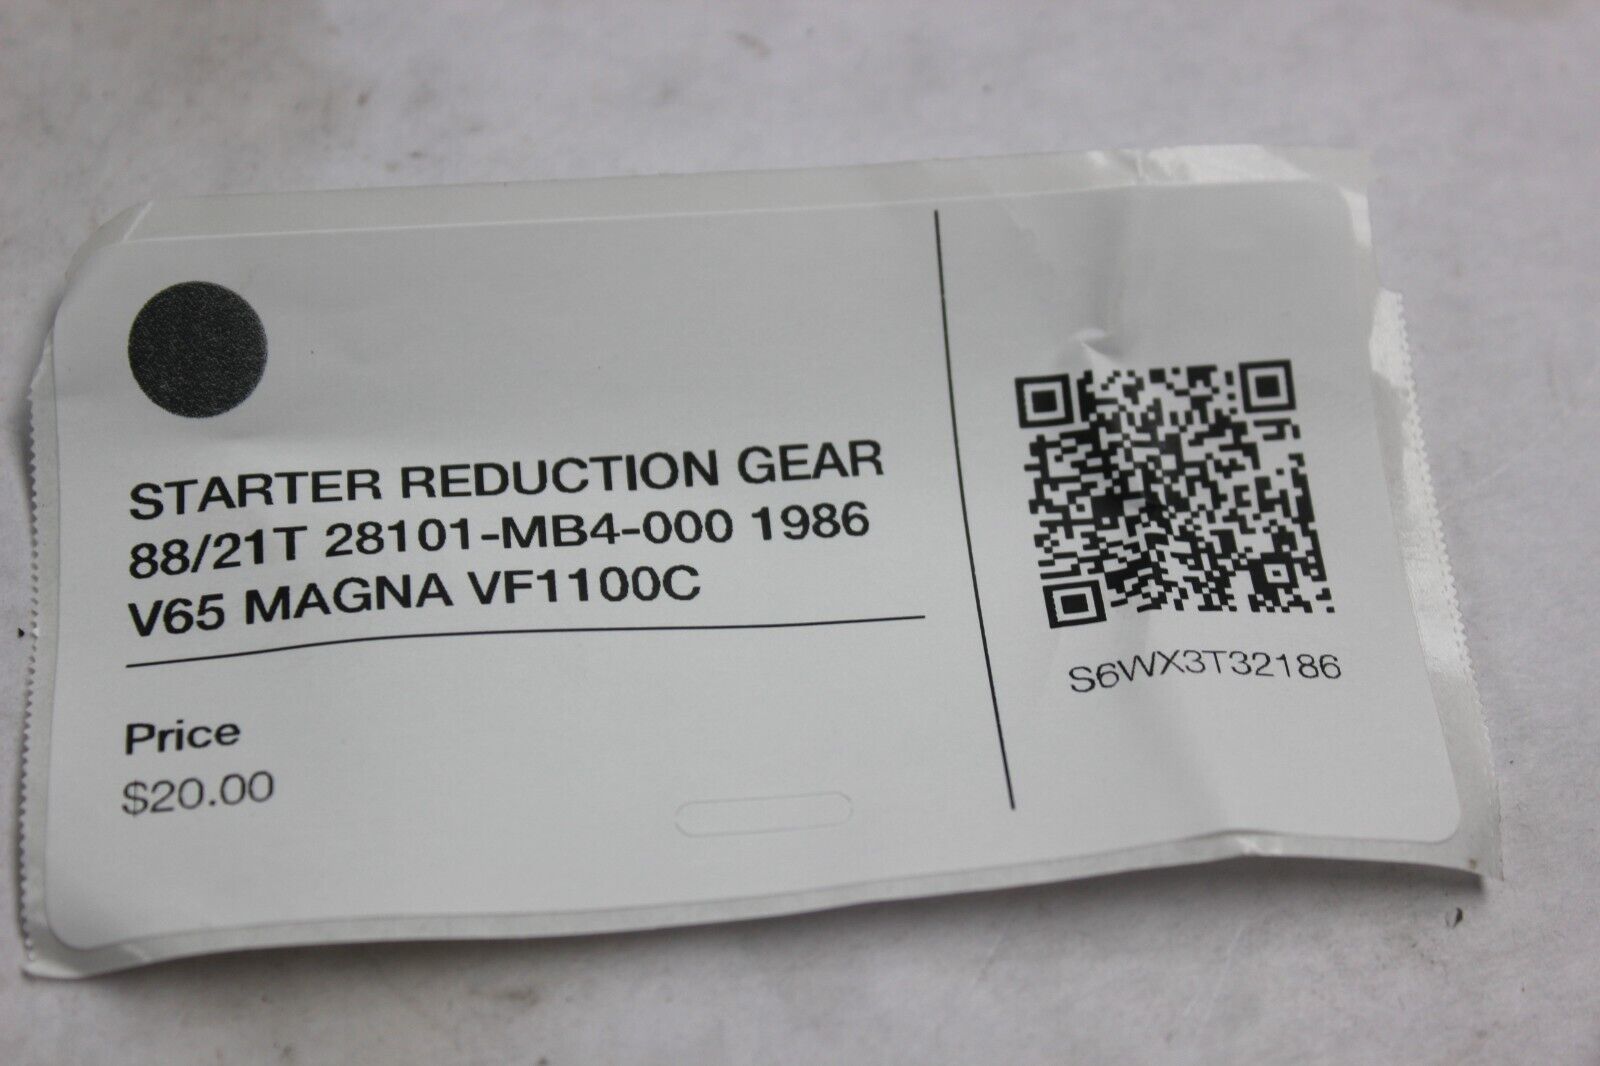 STARTER REDUCTION GEAR
88/21T 28101-MB4-000 1986
V65 MAGNA VF1100C
Price
$20.00
S6WX3T32186